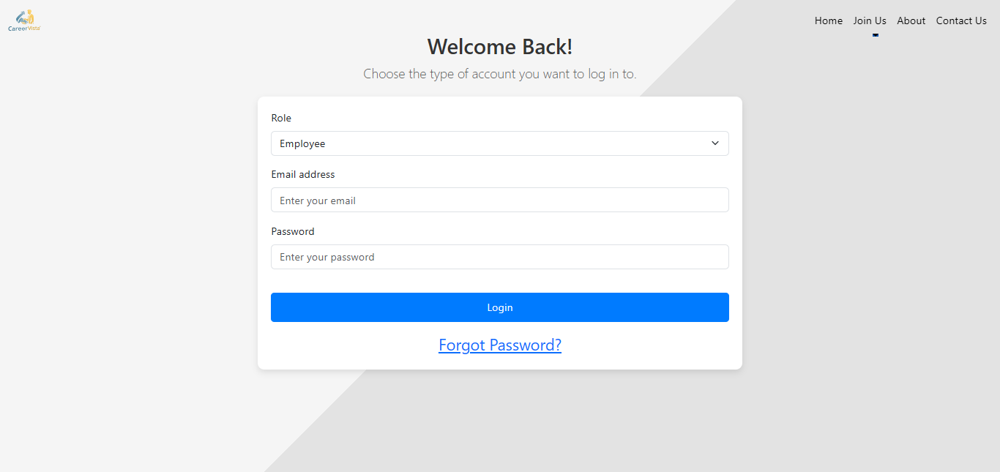 CareerVista
Home Join Us About Contact Us
Welcome Back!
Choose the type of account you want to log in to.
Role
Employee
Email address
Enter your email
Password
Enter your password
Login
Forgot Password?